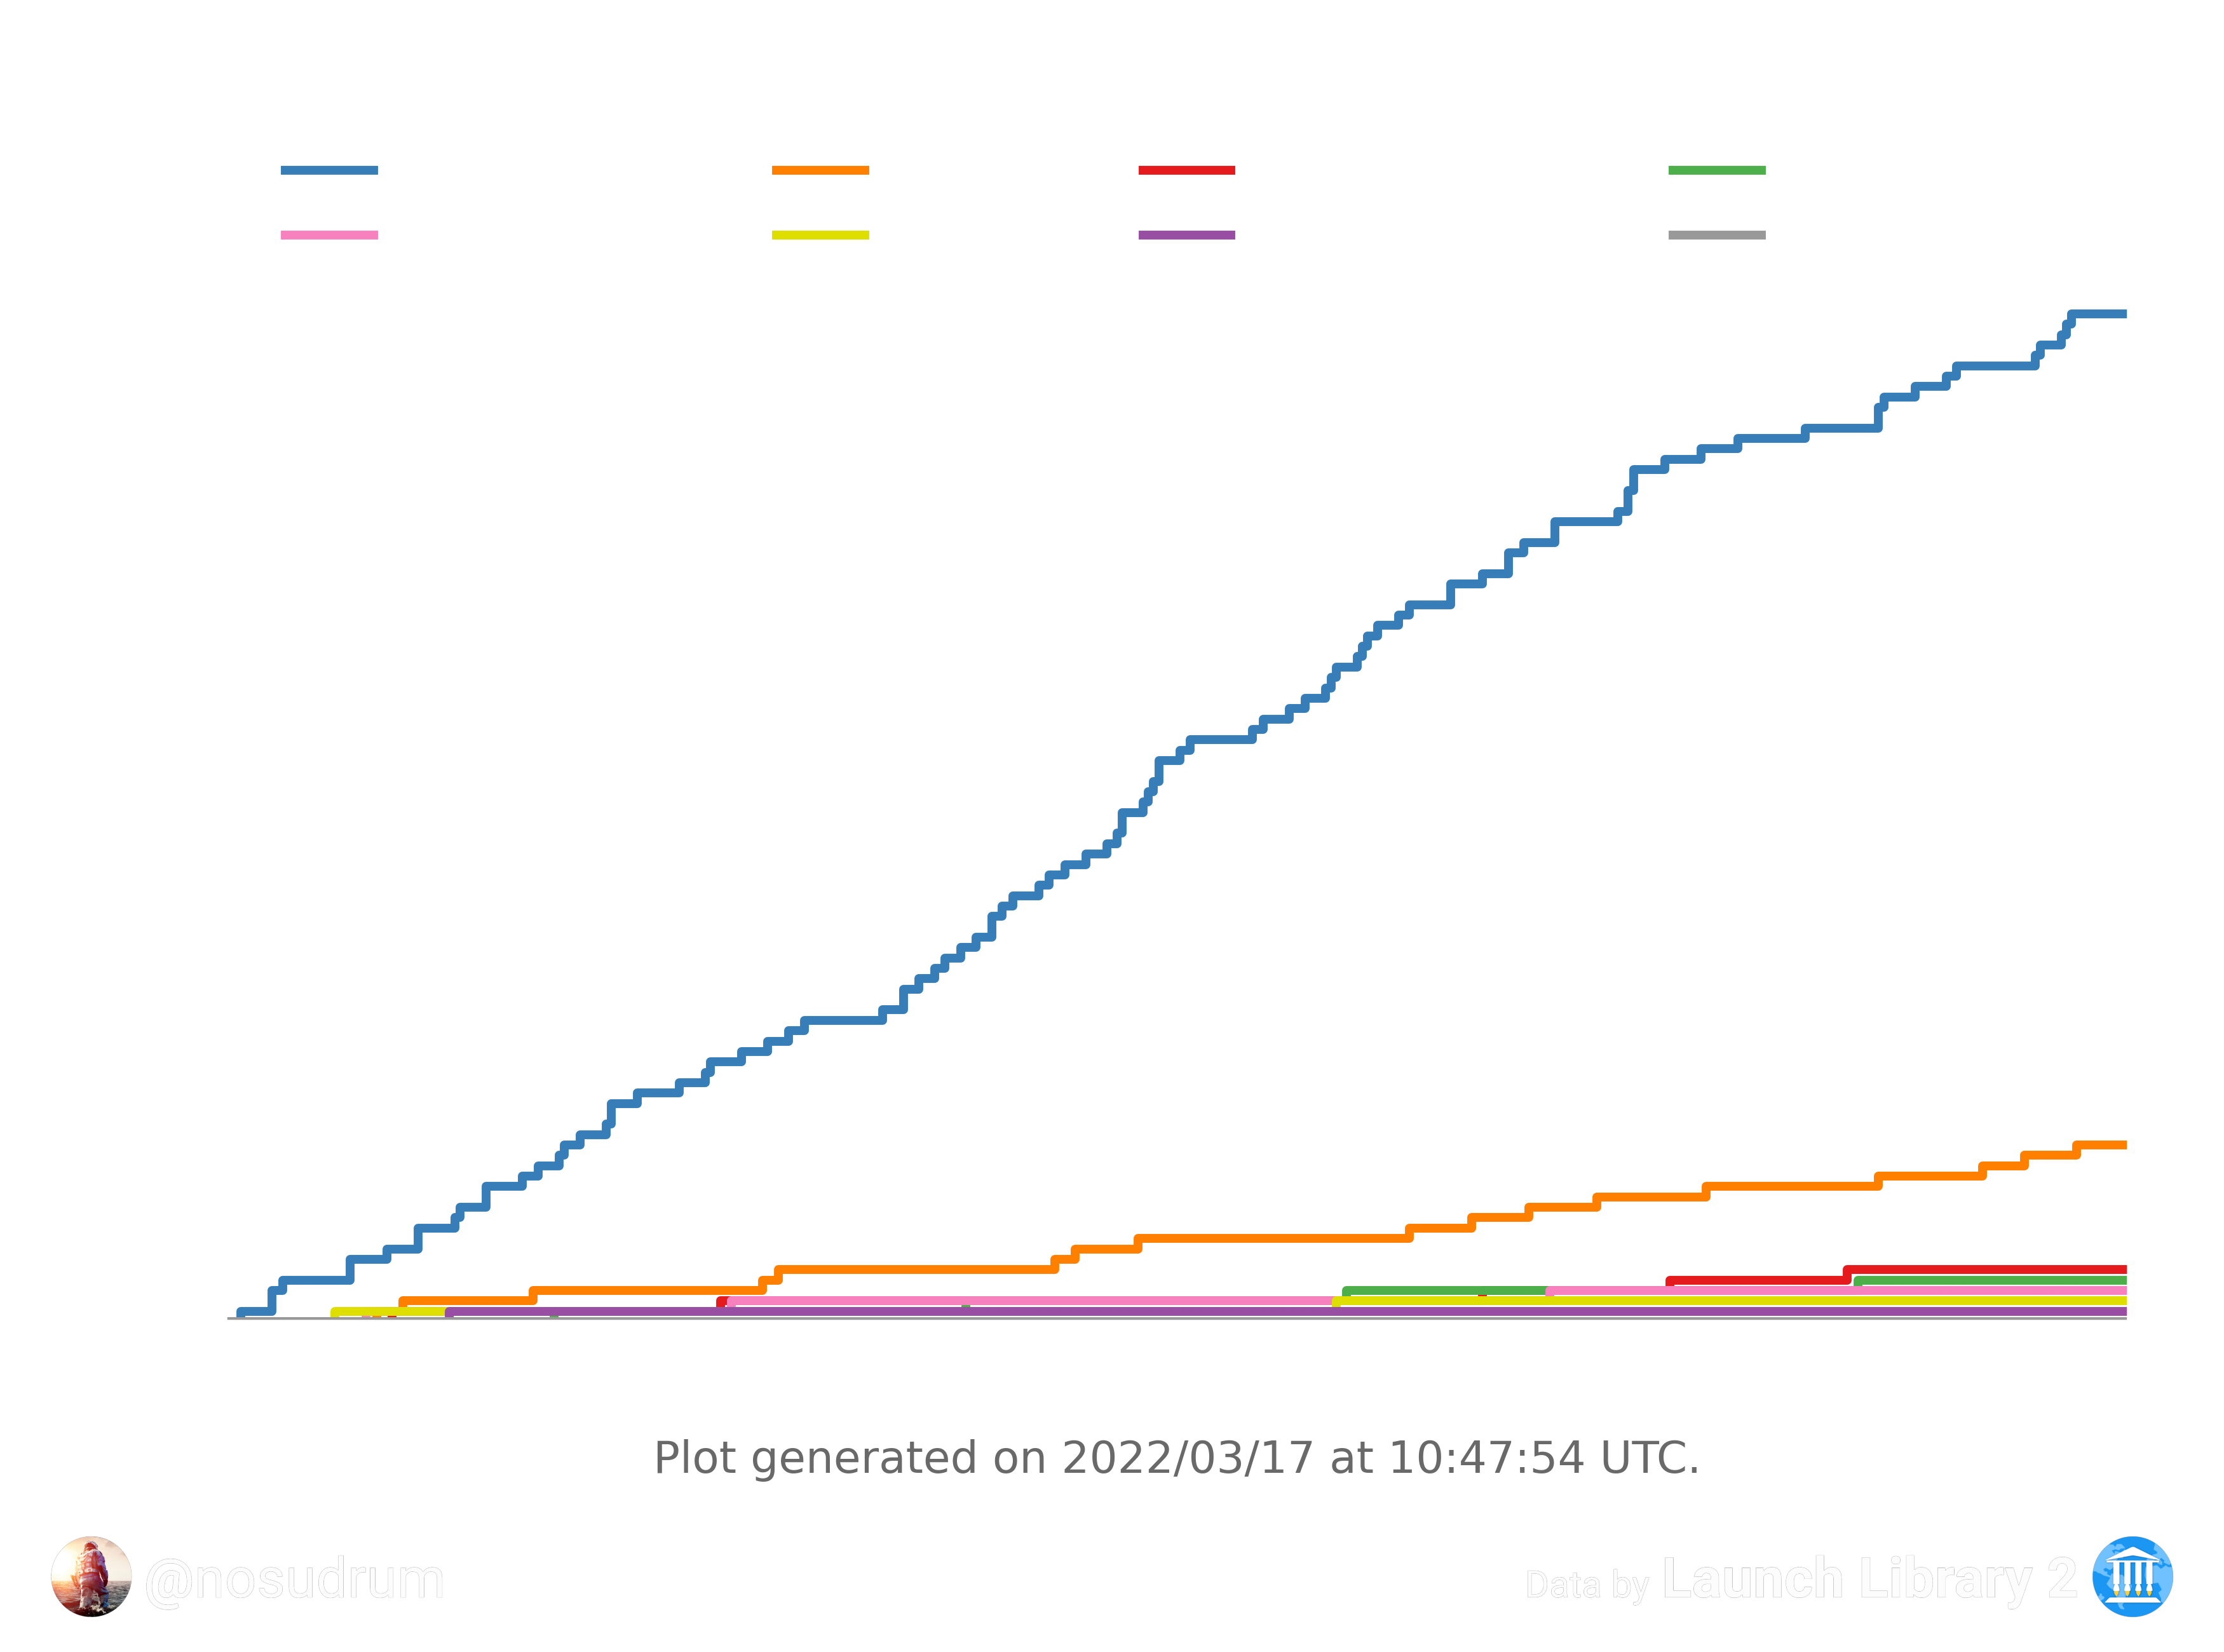 Plot generated on 2022/03/17 at 10:47:54 UTC.
@nosudrum
Data by Launch Library 2